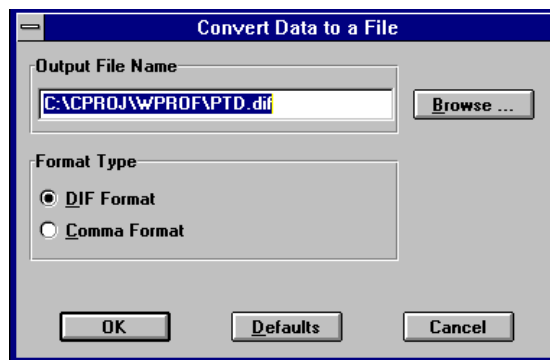 Convert Data to a File
Output File Name
C:\CPROJ\WPROF\PTD.dif
Browse ...
Format Type
DIF Format
Comma Format
OK
Defaults
Cancel